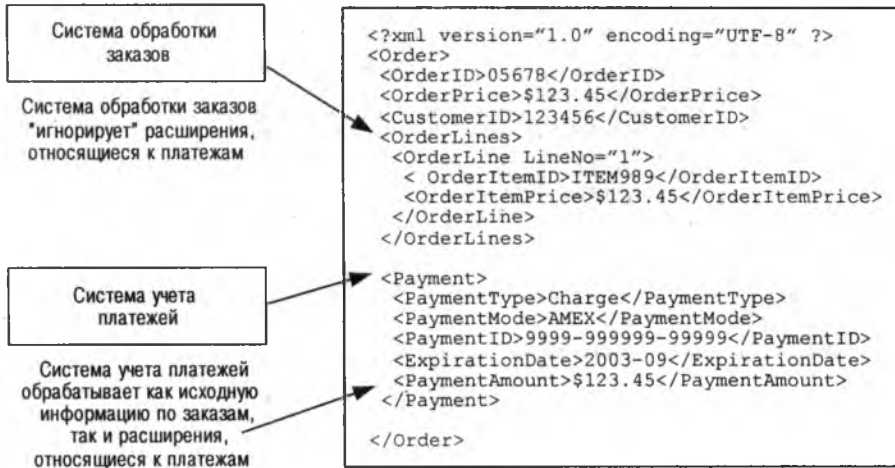 Система обработки
заказов
Система обработки заказов
"игнорирует" расширения,
относящиеся к платежам
Система учета
платежей
Система учета платежей
обрабатывает как исходную
информацию по заказам,
так и расширения,
относящиеся к платежам
<?xml version="1.0" encoding="UTF-8" ?>
<Order>
<OrderID>05678</OrderID>
<OrderPrice>$123.45</OrderPrice>
<CustomerID>123456</CustomerID>
<OrderLines>
<OrderLine LineNo="1">
< OrderItemID>ITEM989</OrderItemID>
<OrderItemPrice>$123.45</OrderItemPrice>
</OrderLine>
</OrderLines>
<Payment>
<PaymentType>Charge</PaymentType>
<PaymentMode>AMEX</PaymentMode>
<PaymentID>9999-999999-99999</PaymentID>
<ExpirationDate>2003-09</ExpirationDate>
<PaymentAmount>$123.45</PaymentAmount>
</Payment>
</Order>